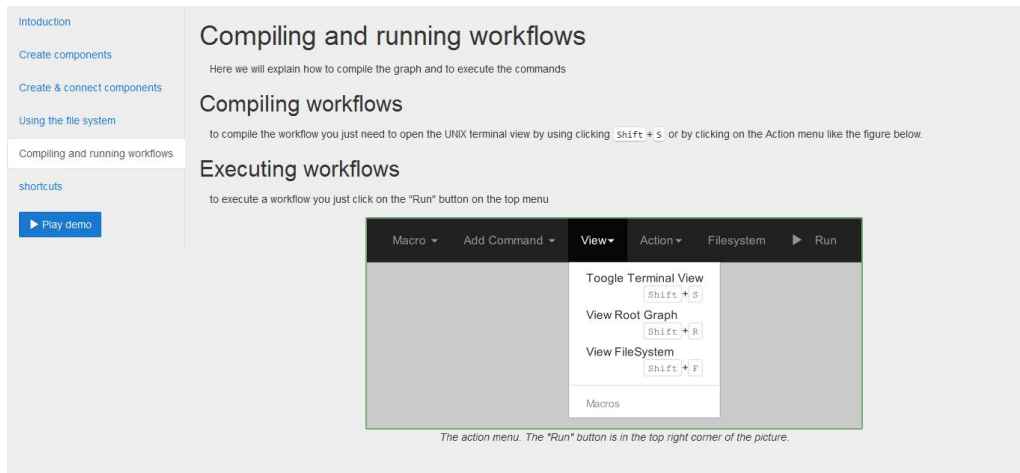 Intoduction
Create components
Create & connect components
Using the file system
Compiling and running workflows
shortcuts
Play demo
Compiling and running workflows
Here we will explain how to compile the graph and to execute the commands
Compiling workflows
to compile the workflow you just need to open the UNIX terminal view by using clicking Shift + S or by clicking on the Action menu like the figure below.
Executing workflows
to execute a workflow you just click on the "Run" button on the top menu
Macro Add Command View Action Filesystem Run
Toogle Terminal View
Shift + S
View Root Graph
Shift + R
View FileSystem
Shift + F
Macros
The action menu. The "Run" button is in the top right corner of the picture.